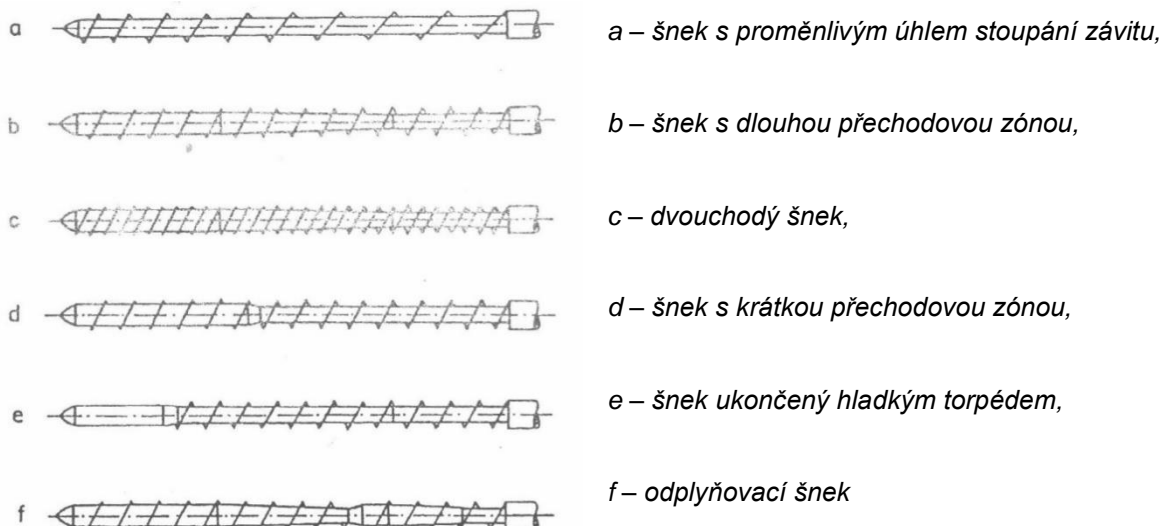 a a – šnek s proměnlivým úhlem stoupání závitu,
b b – šnek s dlouhou přechodovou zónou,
c c – dvouchodý šnek,
d d – šnek s krátkou přechodovou zónou,
e e – šnek ukončený hladkým torpédem,
f f – odplyňovací šnek